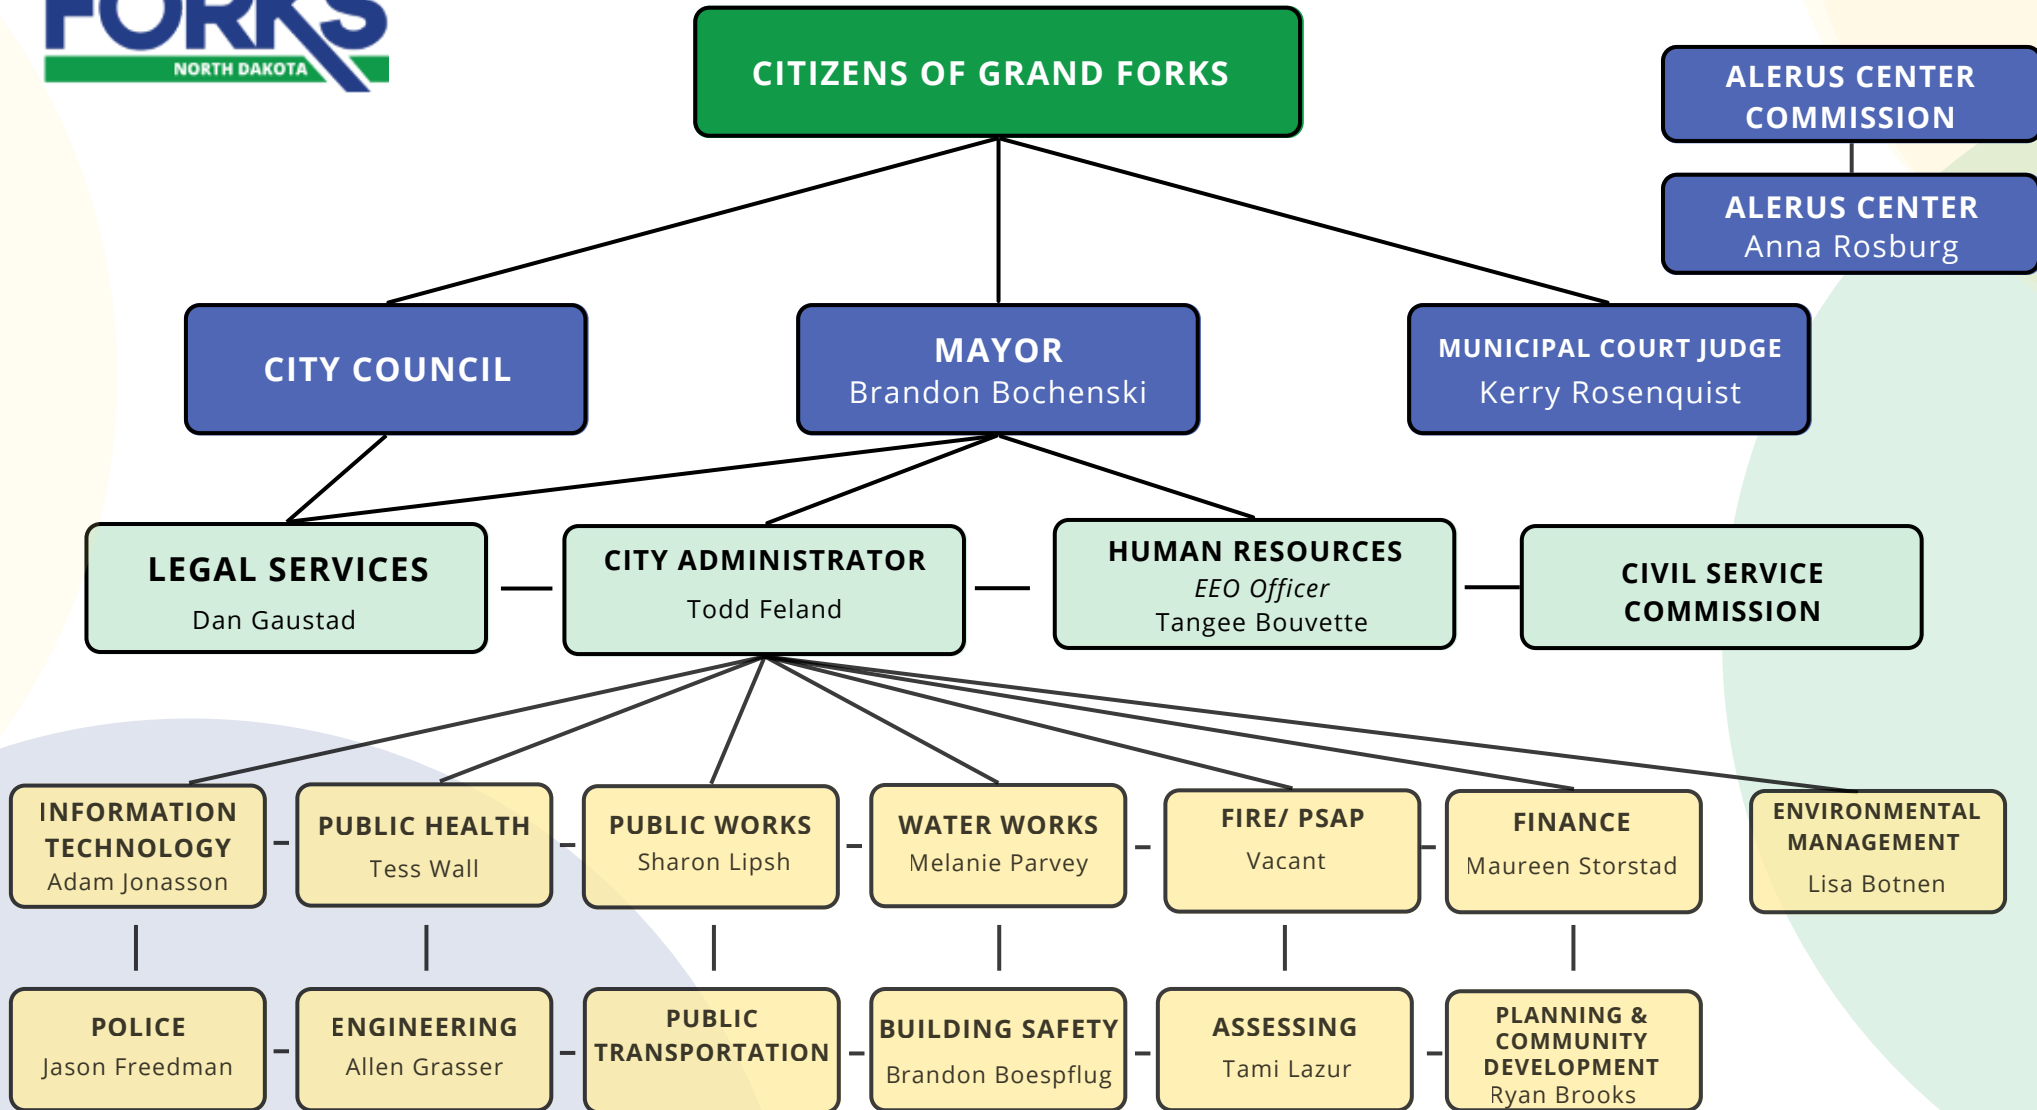 FORKS
NORTH DAKOTA
CITIZENS OF GRAND FORKS
ALERUS CENTER
COMMISSION
ALERUS CENTER
Anna Rosburg
CITY COUNCIL
MAYOR
Brandon Bochenski
MUNICIPAL COURT JUDGE
Kerry Rosenquist
LEGAL SERVICES
Dan Gaustad
CITY ADMINISTRATOR
Todd Feland
HUMAN RESOURCES
EEO Officer
Tangee Bouvette
CIVIL SERVICE
COMMISSION
INFORMATION
TECHNOLOGY
Adam Jonasson
PUBLIC HEALTH
Tess Wall
PUBLIC WORKS
Sharon Lipsh
WATER WORKS
Melanie Parvey
FIRE/ PSAP
Vacant
FINANCE
Maureen Storstad
ENVIRONMENTAL
MANAGEMENT
Lisa Botnen
POLICE
Jason Freedman
ENGINEERING
Allen Grasser
PUBLIC
TRANSPORTATION
BUILDING SAFETY
Brandon Boespflug
ASSESSING
Tami Lazur
PLANNING &
COMMUNITY
DEVELOPMENT
Ryan Brooks